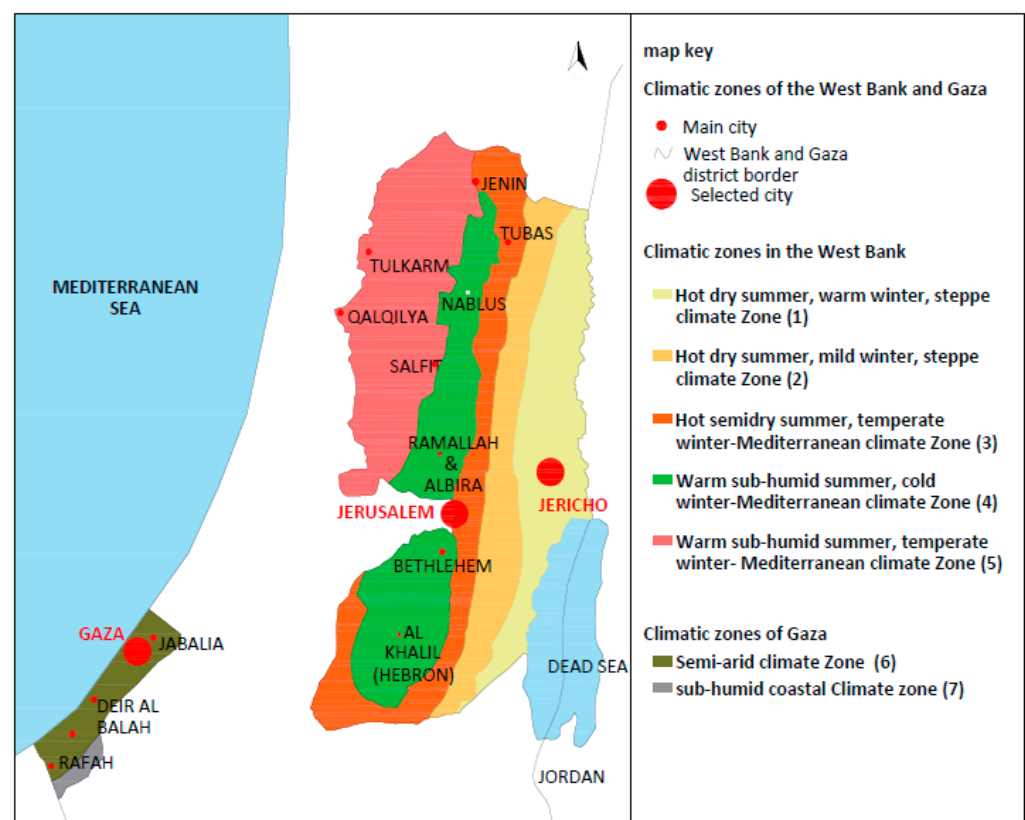 MEDITERRANEAN
SEA
JENIN
TUBAS
TULKARM
NABLUS
QALQILYA
SALFIT
RAMALLAH
&
ALBIRA
JERUSALEM
JERICHO
BETHLEHEM
AL
KHALIL
(HEBRON)
DEAD SEA
GAZA
JABALIA
DEIR AL
BALAH
RAFAH
JORDAN
map key
Climatic zones of the West Bank and Gaza
Main city
West Bank and Gaza
district border
Selected city
Climatic zones in the West Bank
Hot dry summer, warm winter, steppe
climate Zone (1)
Hot dry summer, mild winter, steppe
climate Zone (2)
Hot semidry summer, temperate
winter-Mediterranean climate Zone (3)
Warm sub-humid summer, cold
winter-Mediterranean climate Zone (4)
Warm sub-humid summer, temperate
winter- Mediterranean climate Zone (5)
Climatic zones of Gaza
Semi-arid climate Zone (6)
sub-humid coastal Climate zone (7)